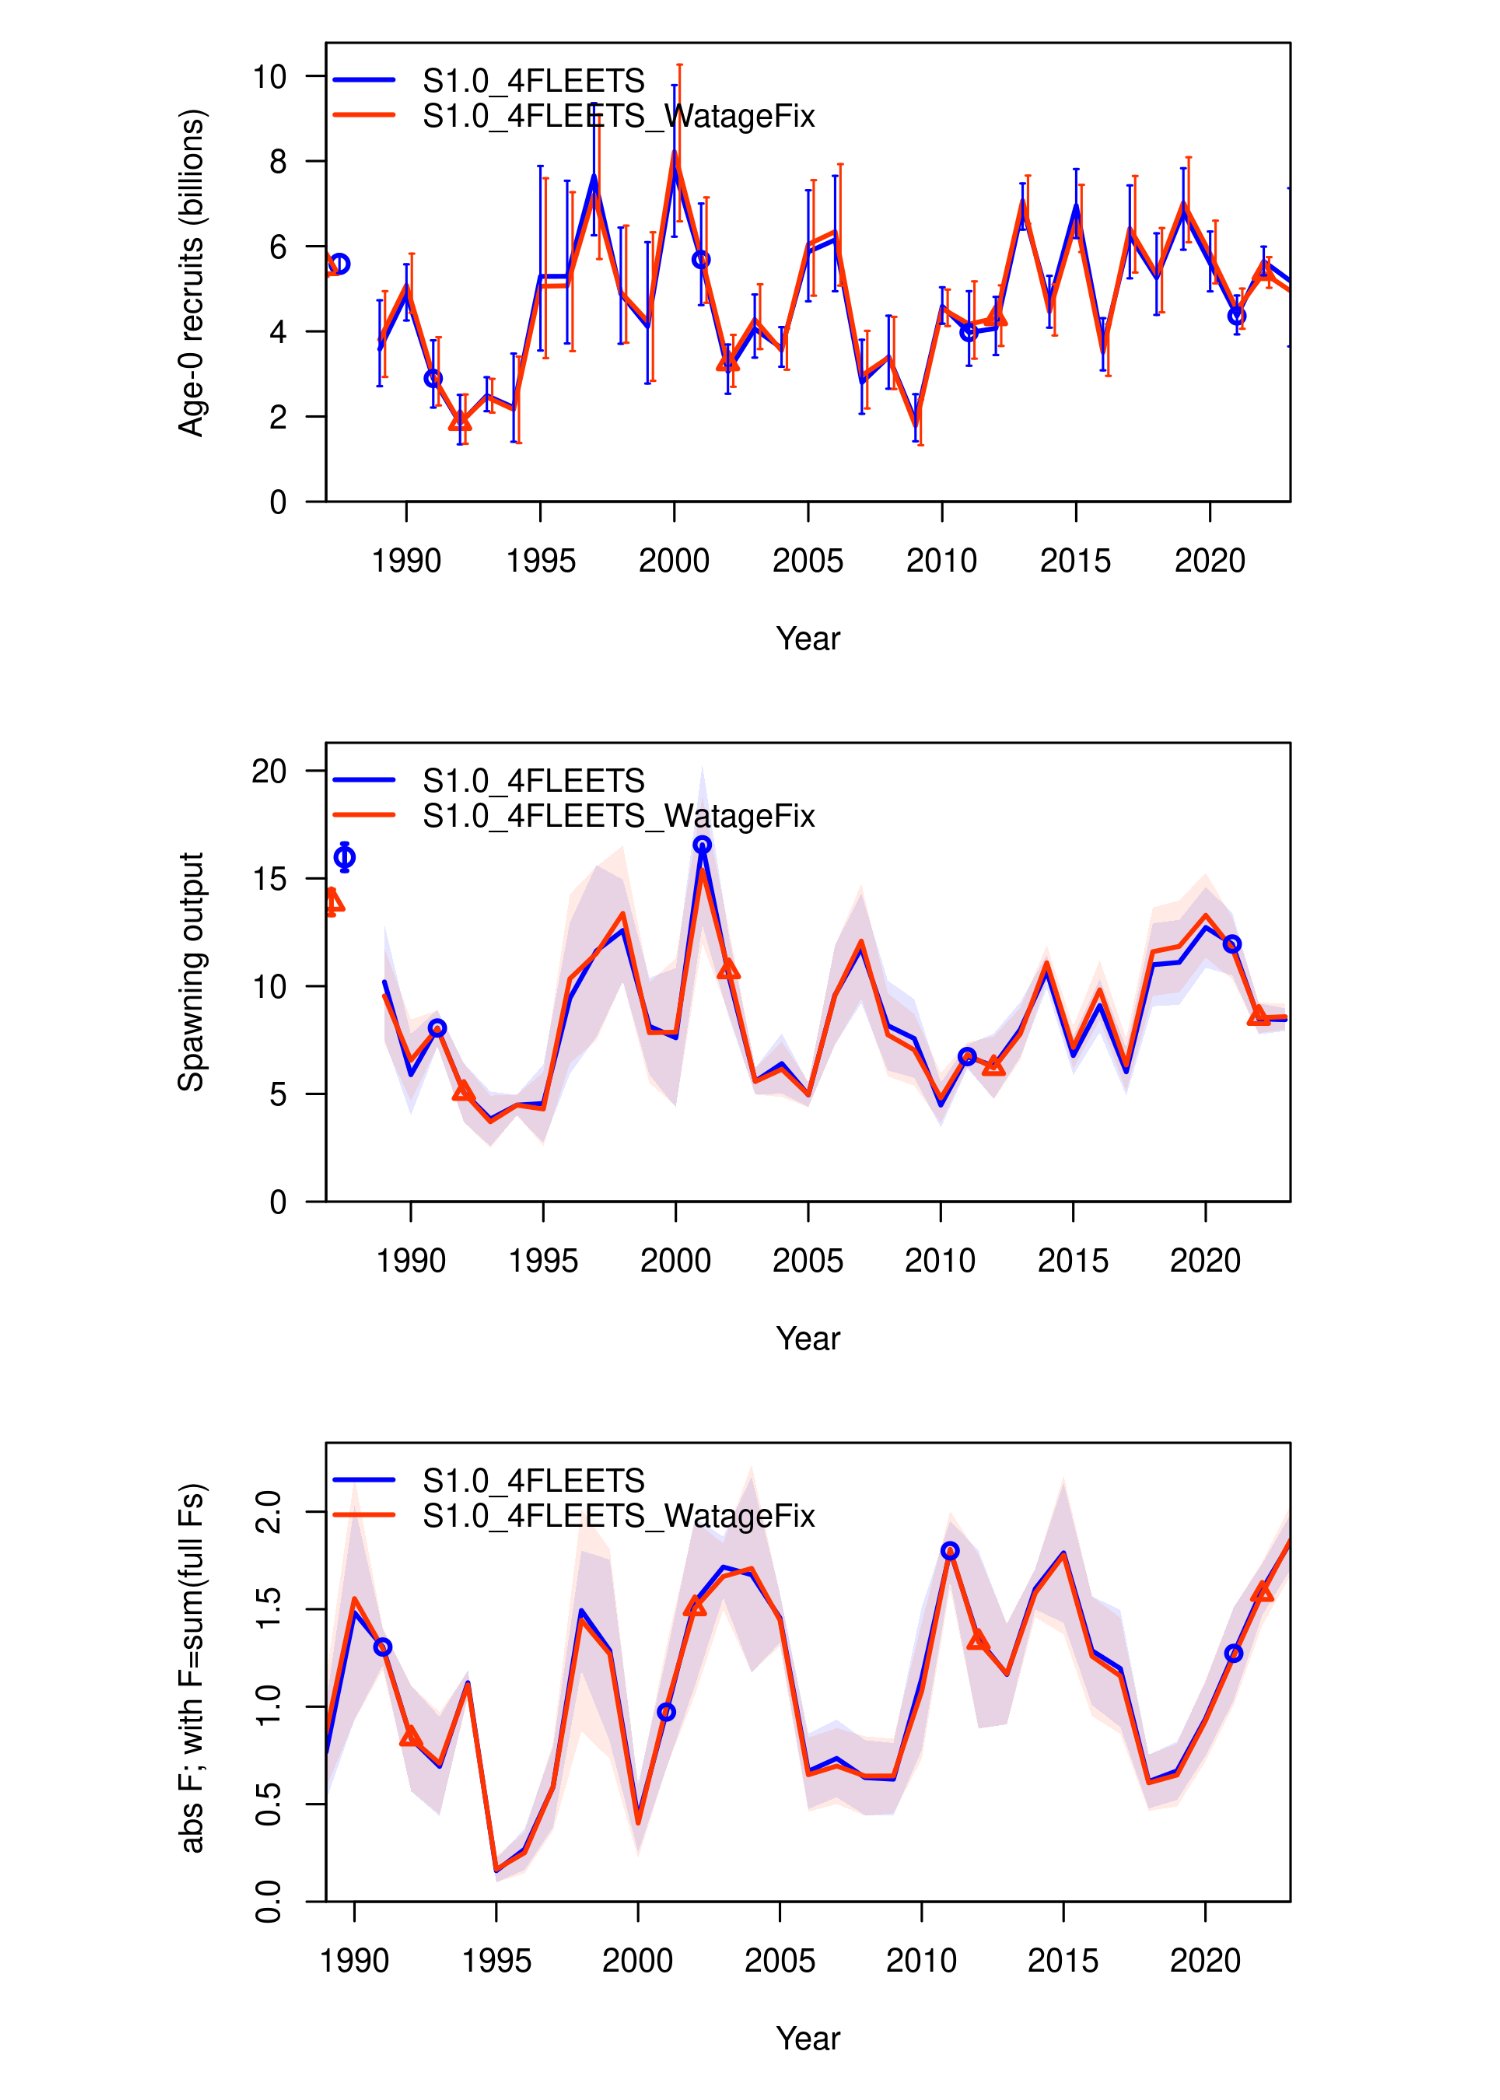 Age-0 recruits (billions)
10
8
6
4
2
0
S1.0_4FLEETS
S1.0_4FLEETS_WatageFix
1990 1995 2000 2005 2010 2015 2020
Year
Spawning output
20
15
10
5
0
S1.0_4FLEETS
S1.0_4FLEETS_WatageFix
1990 1995 2000 2005 2010 2015 2020
Year
abs F; with F=sum(full Fs)
2.0
1.5
1.0
0.5
0.0
S1.0_4FLEETS
S1.0_4FLEETS_WatageFix
1990 1995 2000 2005 2010 2015 2020
Year